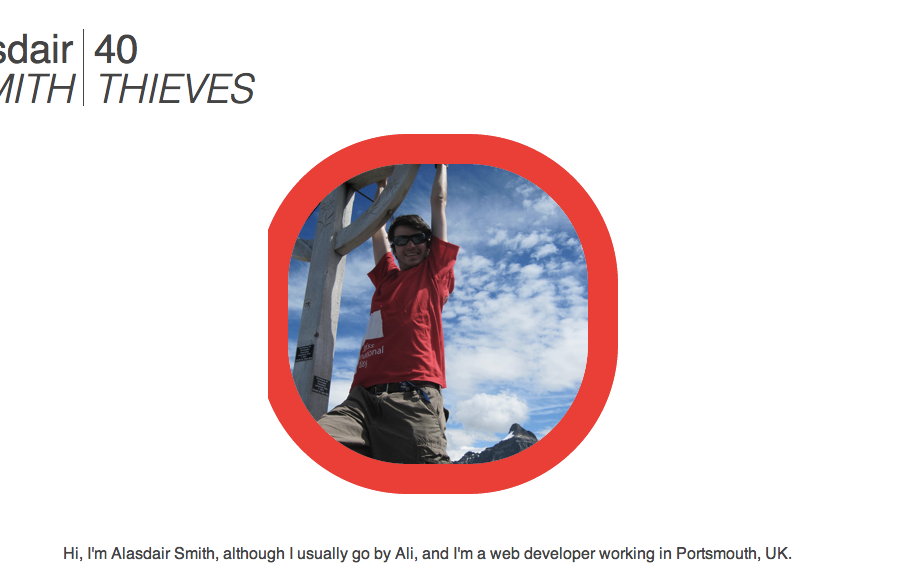 sdair 40
MITH THIEVES
national
Hi, I'm Alasdair Smith, although I usually go by Ali, and I'm a web developer working in Portsmouth, UK.